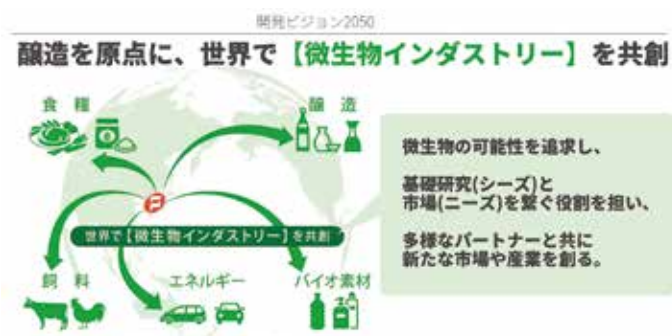 開発ビジョン2050
醸造を原点に、世界で【微生物インダストリー】を共創
食 糧
醸 造
世界で【微生物インダストリー】を共創
飼 料
エネルギー
バイオ素材
微生物の可能性を追求し、
基礎研究(シーズ)と
市場(ニーズ)を繋ぐ役割を担い、
多様なパートナーと共に
新たな市場や産業を創る。